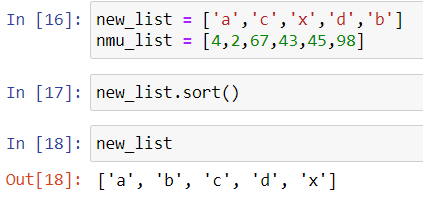 In [16]: new_list = ['a','c','x','d','b']
nmu_list = [4,2,67,43,45,98]
In [17]: new_list.sort()
In [18]: new_list
Out[18]: ['a', 'b', 'c', 'd', 'x']